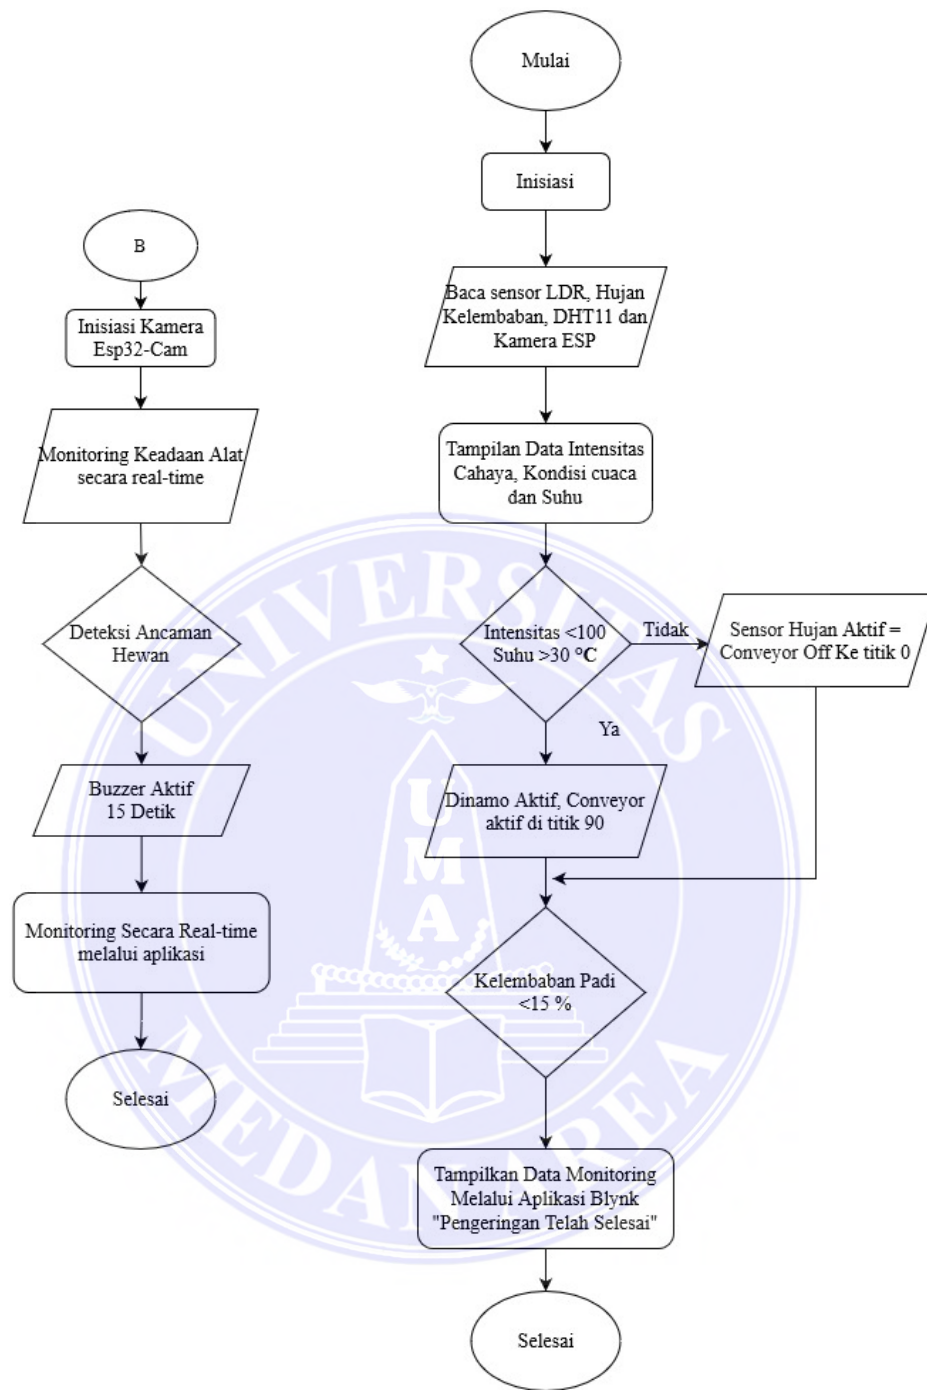 Mulai
Inisiasi
Baca sensor LDR, Hujan
Kelembaban, DHT11 dan
Kamera ESP
Tampilan Data Intensitas
Cahaya, Kondisi cuaca
dan Suhu
Intensitas <100
Suhu >30 °C
Tidak
Sensor Hujan Aktif =
Conveyor Off Ke titik 0
Ya
Dinamo Aktif, Conveyor
aktif di titik 90
Kelembaban Padi
<15 %
Tampilkan Data Monitoring
Melalui Aplikasi Blynk
"Pengeringan Telah Selesai"
Selesai
B
Inisiasi Kamera
Esp32-Cam
Monitoring Keadaan Alat
secara real-time
Deteksi Ancaman
Hewan
Buzzer Aktif
15 Detik
Monitoring Secara Real-time
melalui aplikasi
Selesai
UNIVERSITAS
UMA
MEDAN AREA